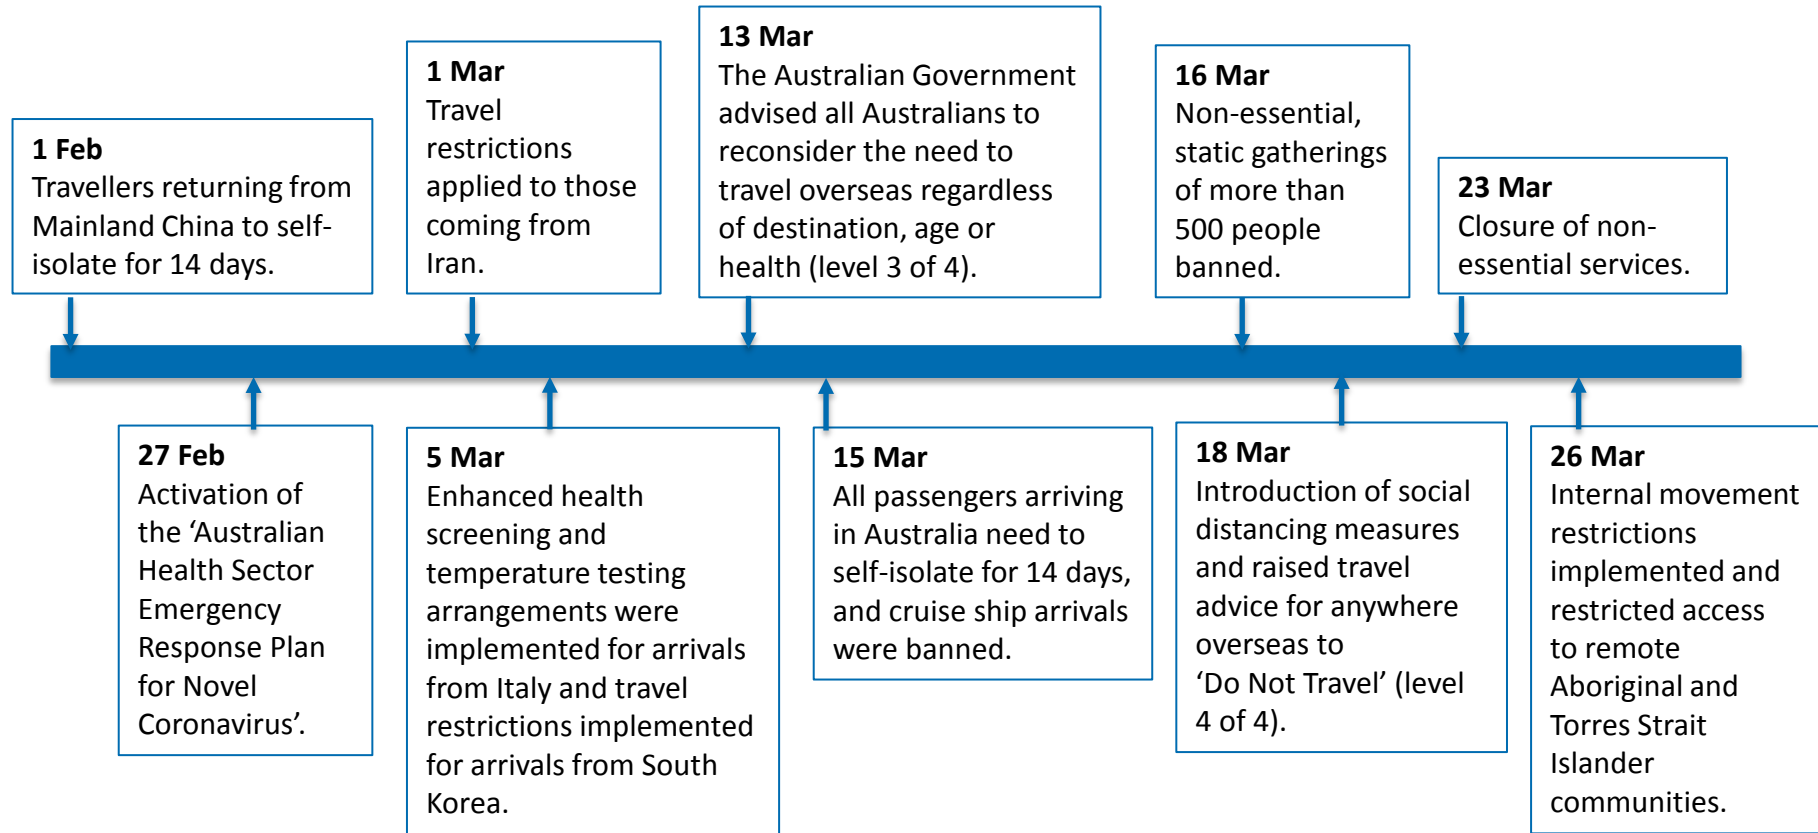 1 Feb
Travellers returning from
Mainland China to self-
isolate for 14 days.
27 Feb
Activation of
the ‘Australian
Health Sector
Emergency
Response Plan
for Novel
Coronavirus’.
1 Mar
Travel
restrictions
applied to those
coming from
Iran.
5 Mar
Enhanced health
screening and
temperature testing
arrangements were
implemented for arrivals
from Italy and travel
restrictions implemented
for arrivals from South
Korea.
13 Mar
The Australian Government
advised all Australians to
reconsider the need to
travel overseas regardless
of destination, age or
health (level 3 of 4).
15 Mar
All passengers arriving
in Australia need to
self-isolate for 14 days,
and cruise ship arrivals
were banned.
16 Mar
Non-essential,
static gatherings
of more than
500 people
banned.
18 Mar
Introduction of social
distancing measures
and raised travel
advice for anywhere
overseas to
‘Do Not Travel’ (level
4 of 4).
23 Mar
Closure of non-
essential services.
26 Mar
Internal movement
restrictions
implemented and
restricted access
to remote
Aboriginal and
Torres Strait
Islander
communities.